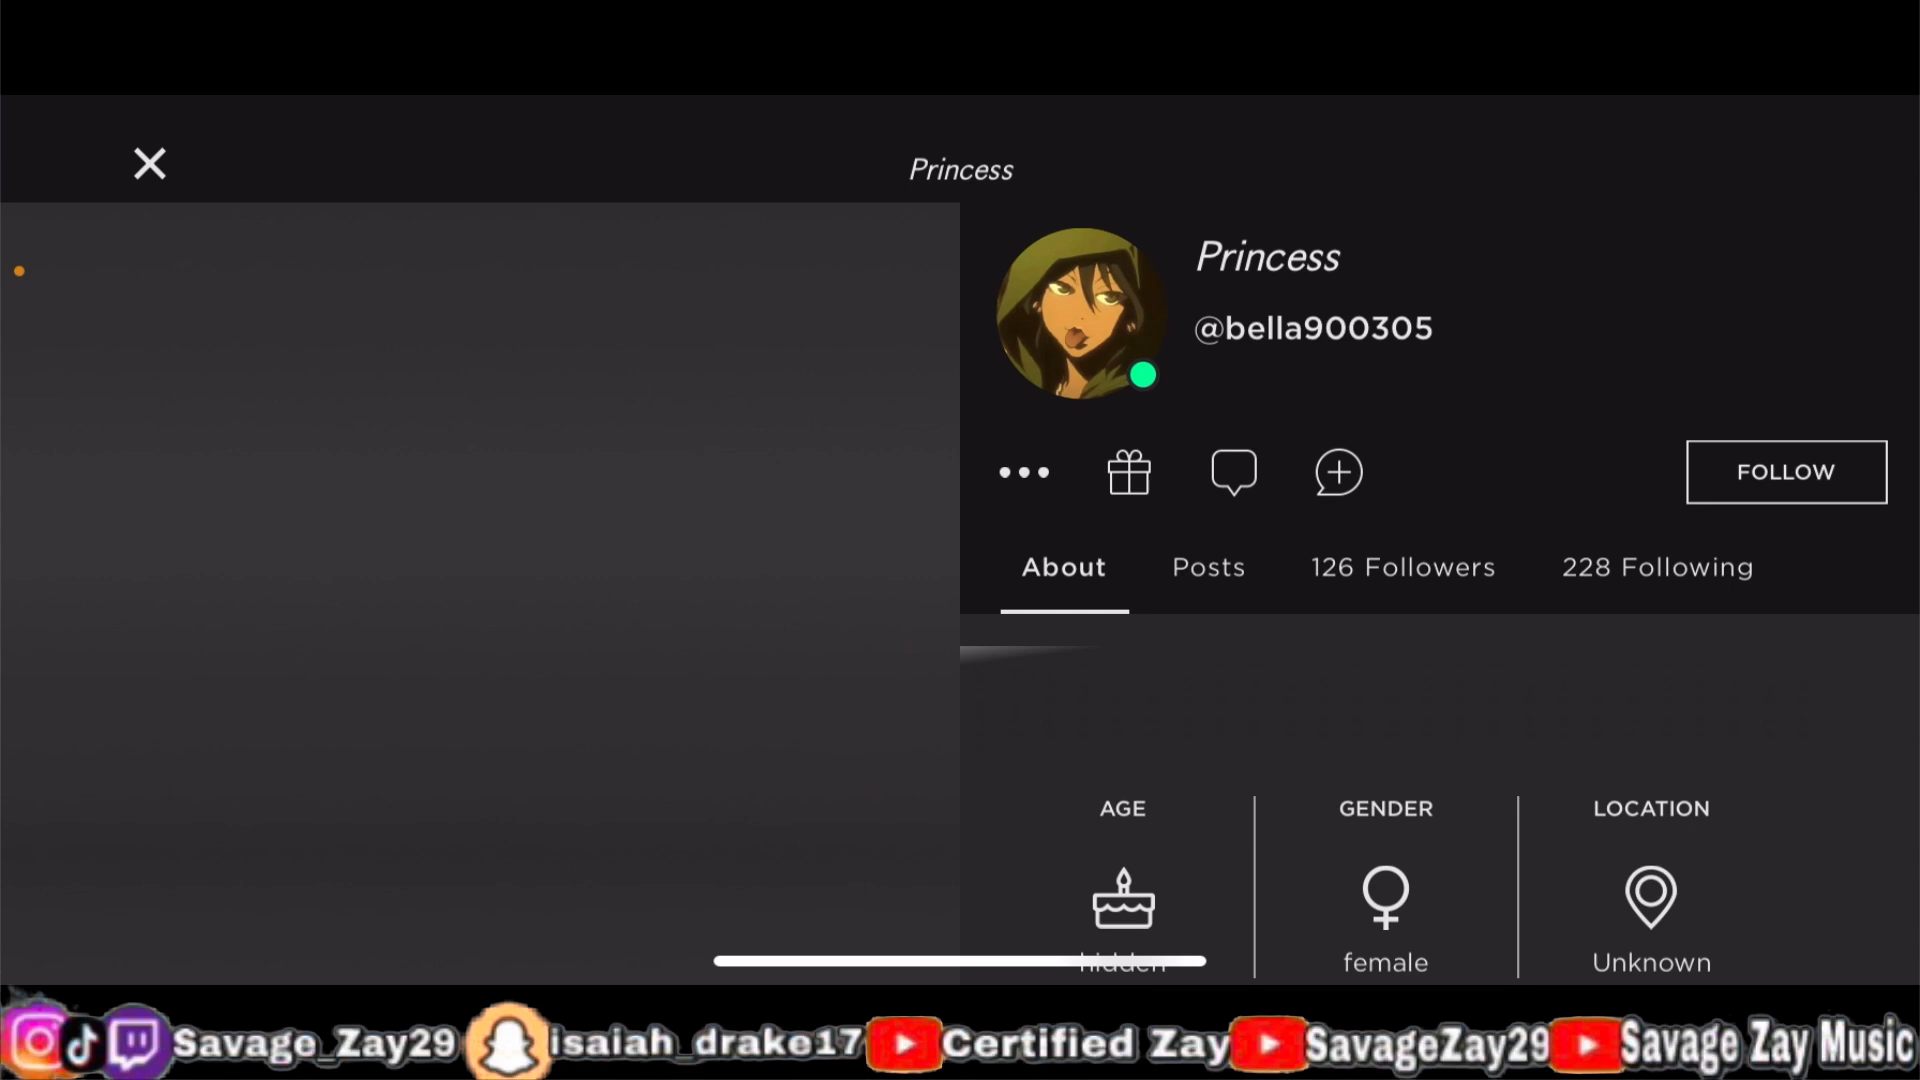 Princess
Princess
@bella900305
FOLLOW
About Posts 126 Followers 228 Following
AGE GENDER LOCATION
hidden female Unknown
Savage_Zay29 isaiah_drake17 Certified Zay SavageZay29 Savage Zay Music